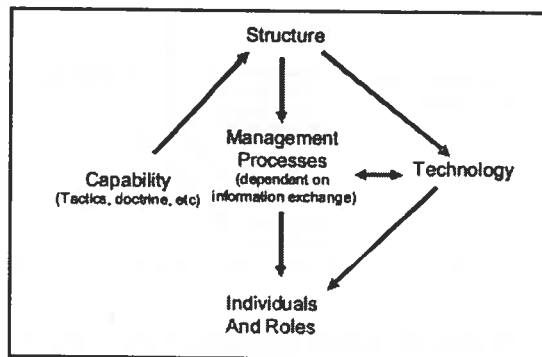 Structure
Management
Processes
(dependant on
information exchange)
Capability
(Tactics, doctrine, etc)
Technology
Individuals
And Roles